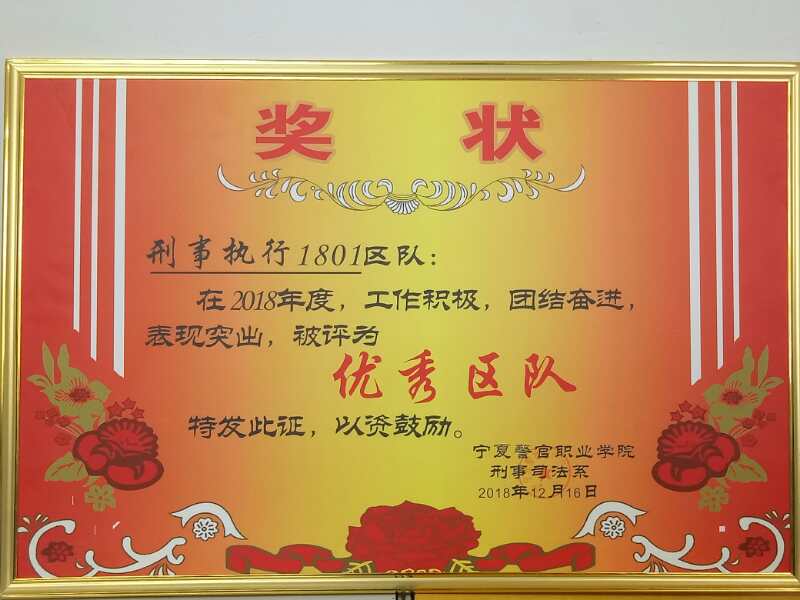 奖 状
刑事执行1801区队：
在2018年度，工作积极，团结奋进，
表现突出，被评为
优秀区队
特发此证，以资鼓励。
宁夏警官职业学院
刑事司法系
2018年12月16日